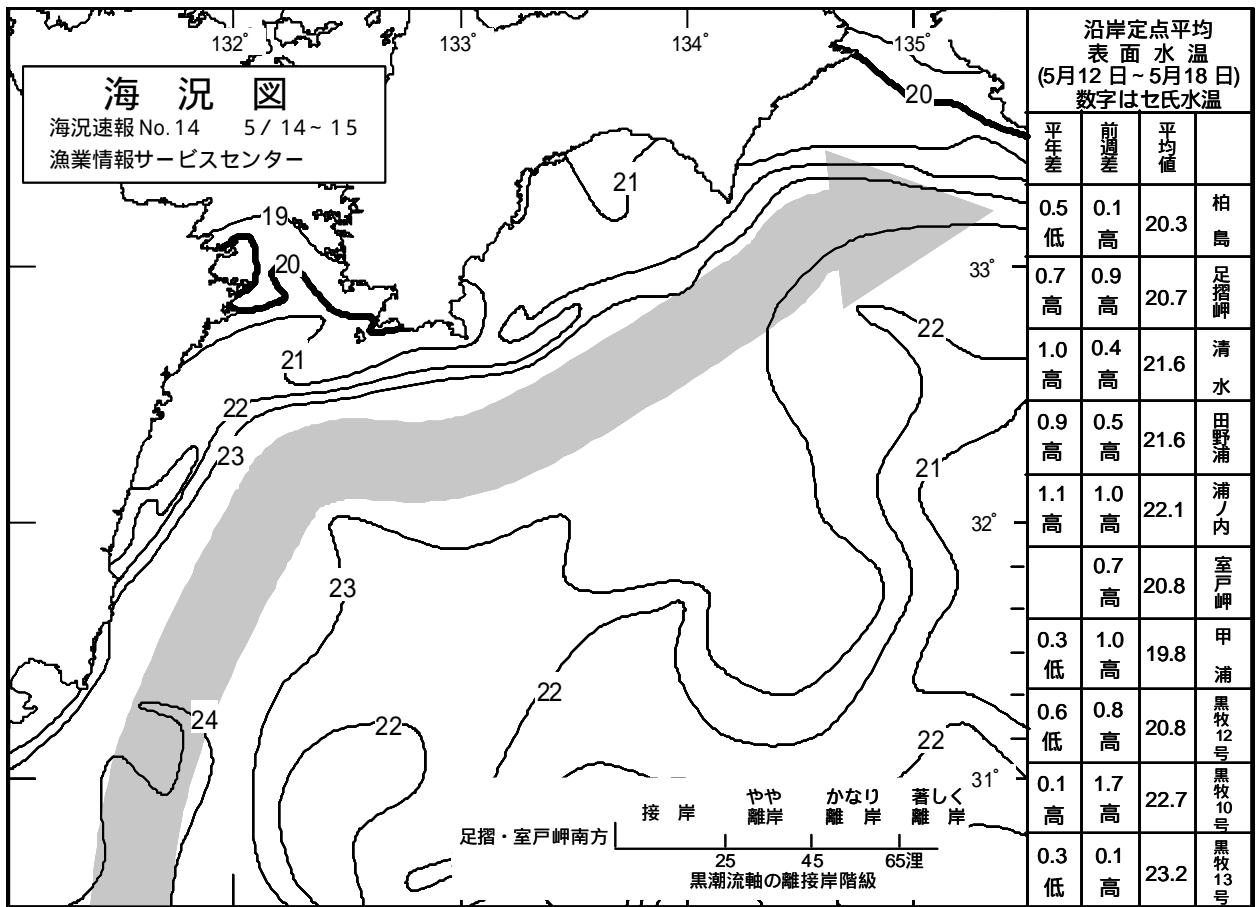 132°
133°
134°
135°
海況図
海況速報 No.14 5/14~15
漁業情報サービスセンター
20
19
20
21
21
22
23
33°
22
21
32°
23
22
24
22
22
31°
接岸
やや離岸
かなり離岸
著しく離岸
足摺・室戸岬南方
25 45 65浬
黒潮流軸の離接岸階級
沿岸定点平均
表面水温
(5月12日~5月18日)
数字はセ氏水温
平年差 前週差 平均値
0.5低 0.1高 20.3 柏島
0.7高 0.9高 20.7 足摺岬
1.0高 0.4高 21.6 清水
0.9高 0.5高 21.6 田野浦
1.1高 1.0高 22.1 浦ノ内
0.7高 20.8 室戸岬
0.3低 1.0高 19.8 甲浦
0.6低 0.8高 20.8 黒牧12号
0.1高 1.7高 22.7 黒牧10号
0.3低 0.1高 23.2 黒牧13号